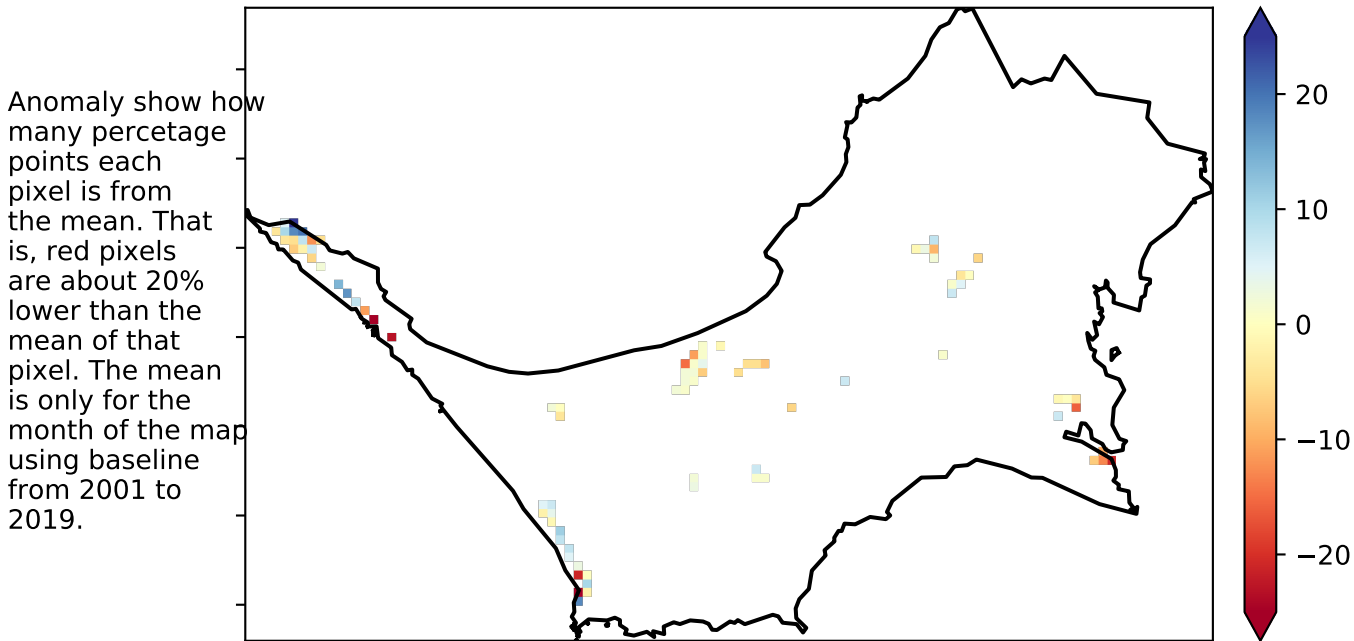 Anomaly show how
many percetage
points each
pixel is from
the mean. That
is, red pixels
are about 20%
lower than the
mean of that
pixel. The mean
is only for the
month of the map
using baseline
from 2001 to
2019.
20
10
0
−10
−20